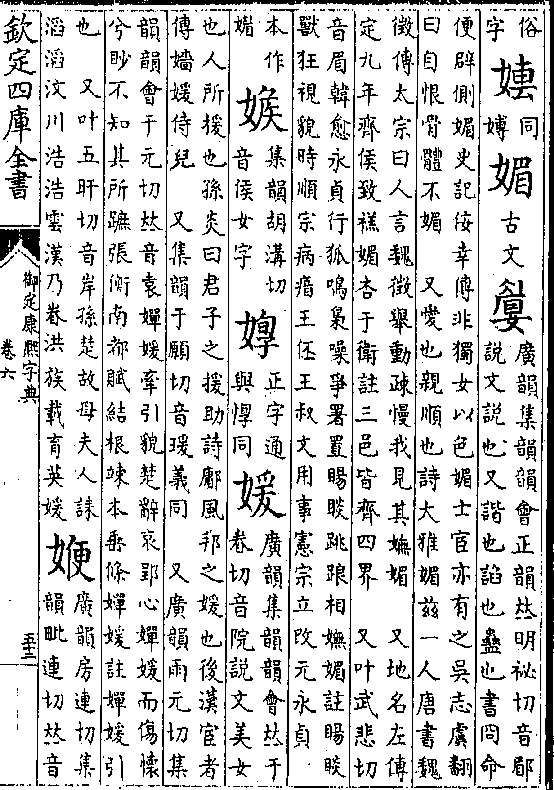 俗字
同嫥
媚
古文
廣韻集韻韻會正韻𠀤明祕切音郿
說文說也又諧也諂也蠱也書冏命
便辟側媚史記佞幸傳非獨女以色媚士宦亦有之吳志虞翻
曰自恨骨體不媚 又愛也親順也詩大雅媚兹一人唐書魏
徵傳太宗曰人言魏徵舉動疎慢我見其嫵媚 又地名左傳
定九年齊侯致禚媚杏于衛註三邑皆齊四界 又叶武悲切
音眉韓愈永貞行狐鳴梟噪爭署置睗睒跳踉相嫵媚註睗睒
獸狂視貌時順宗病瘖王伾王叔文用事憲宗立改元永貞
本作
集韻胡溝切
音侯女字
正字通
與惸同
媛
廣韻集韻韻會𠀤于
眷切音院說文美女
也人所援也孫炎曰君子之援助詩鄘風邦之媛也後漢宦者
傳嬙媛侍兒 又集韻于願切音瑗義同 又廣韻雨元切集
韻韻會于元切𠀤音袁嬋媛牽引貌楚辭哀郢心嬋媛而傷懷
兮眇不知其所蹠張衡南都賦結根竦本垂條嬋媛註嬋媛引
也 又叶五旰切音岸孫楚故母夫人誄
滔滔汶川浩浩雲漢乃眷洪族載育英媛
㛹
廣韻房連切集
韻毗連切𠀤音
欽定四庫全書
御定康熙字典
卷六
五十三